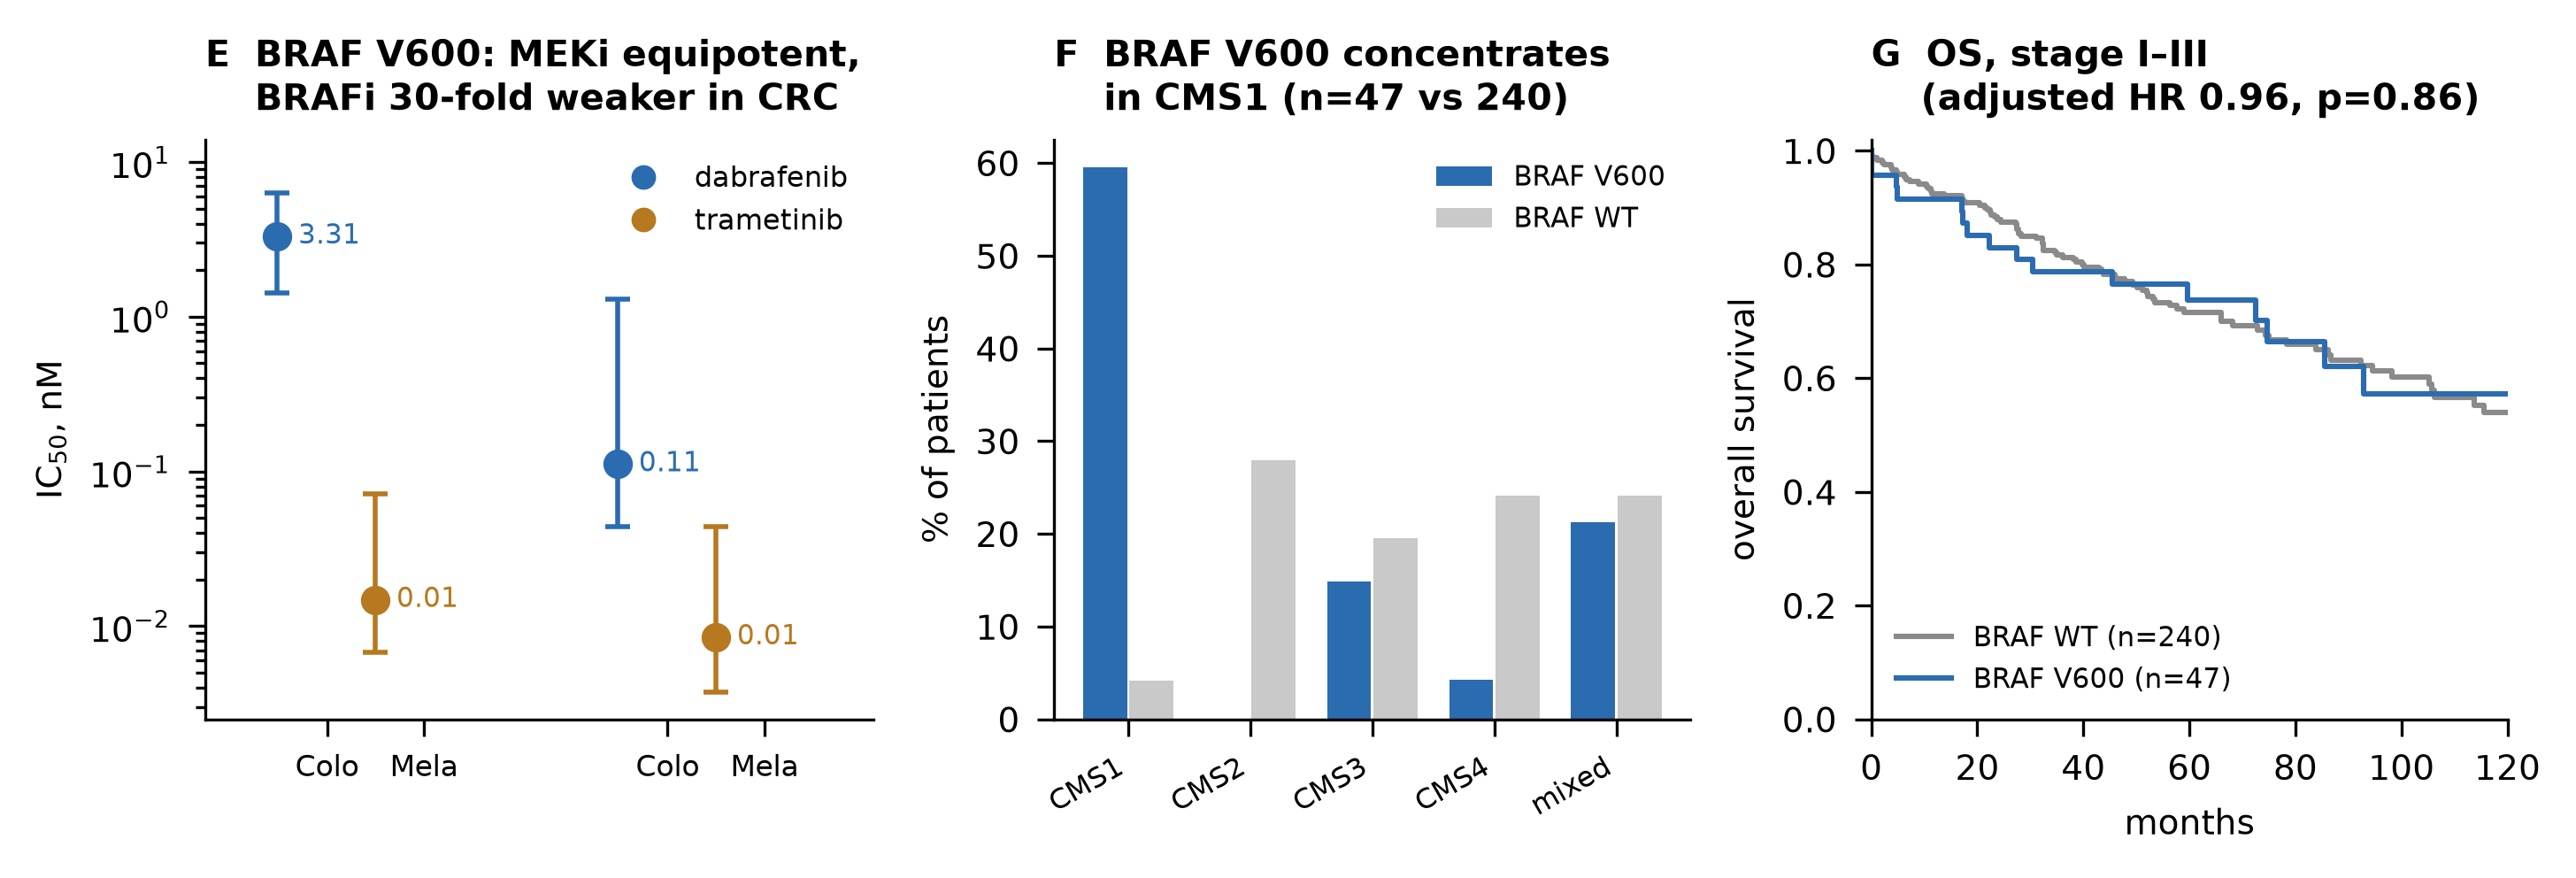 E BRAF V600: MEKi equipotent,
BRAFi 30-fold weaker in CRC
10¹
10⁰
10⁻¹
10⁻²
IC₅₀, nM
dabrafenib
trametinib
3.31
0.01
0.11
0.01
Colo Mela Colo Mela
F BRAF V600 concentrates
in CMS1 (n=47 vs 240)
60
50
40
30
20
10
0
% of patients
BRAF V600
BRAF WT
CMS1 CMS2 CMS3 CMS4 mixed
G OS, stage I–III
(adjusted HR 0.96, p=0.86)
1.0
0.8
0.6
0.4
0.2
0.0
overall survival
BRAF WT (n=240)
BRAF V600 (n=47)
0 20 40 60 80 100 120
months